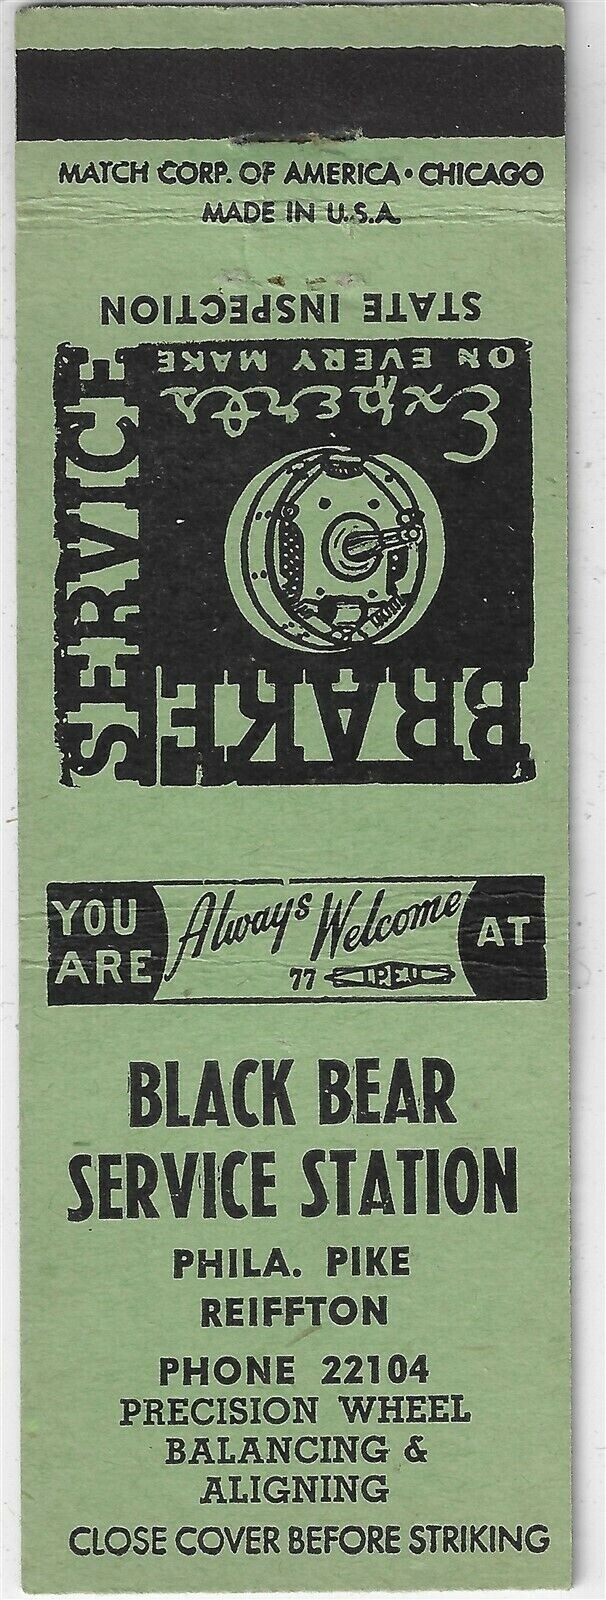 MATCH CORP. OF AMERICA • CHICAGO
MADE IN U.S.A.
STATE INSPECTION
BRAKE
SERVICE
Experts
ON EVERY MAKE
YOU ARE
Always Welcome
77
AT
BLACK BEAR
SERVICE STATION
PHILA. PIKE
REIFFTON
PHONE 22104
PRECISION WHEEL
BALANCING &
ALIGNING
CLOSE COVER BEFORE STRIKING